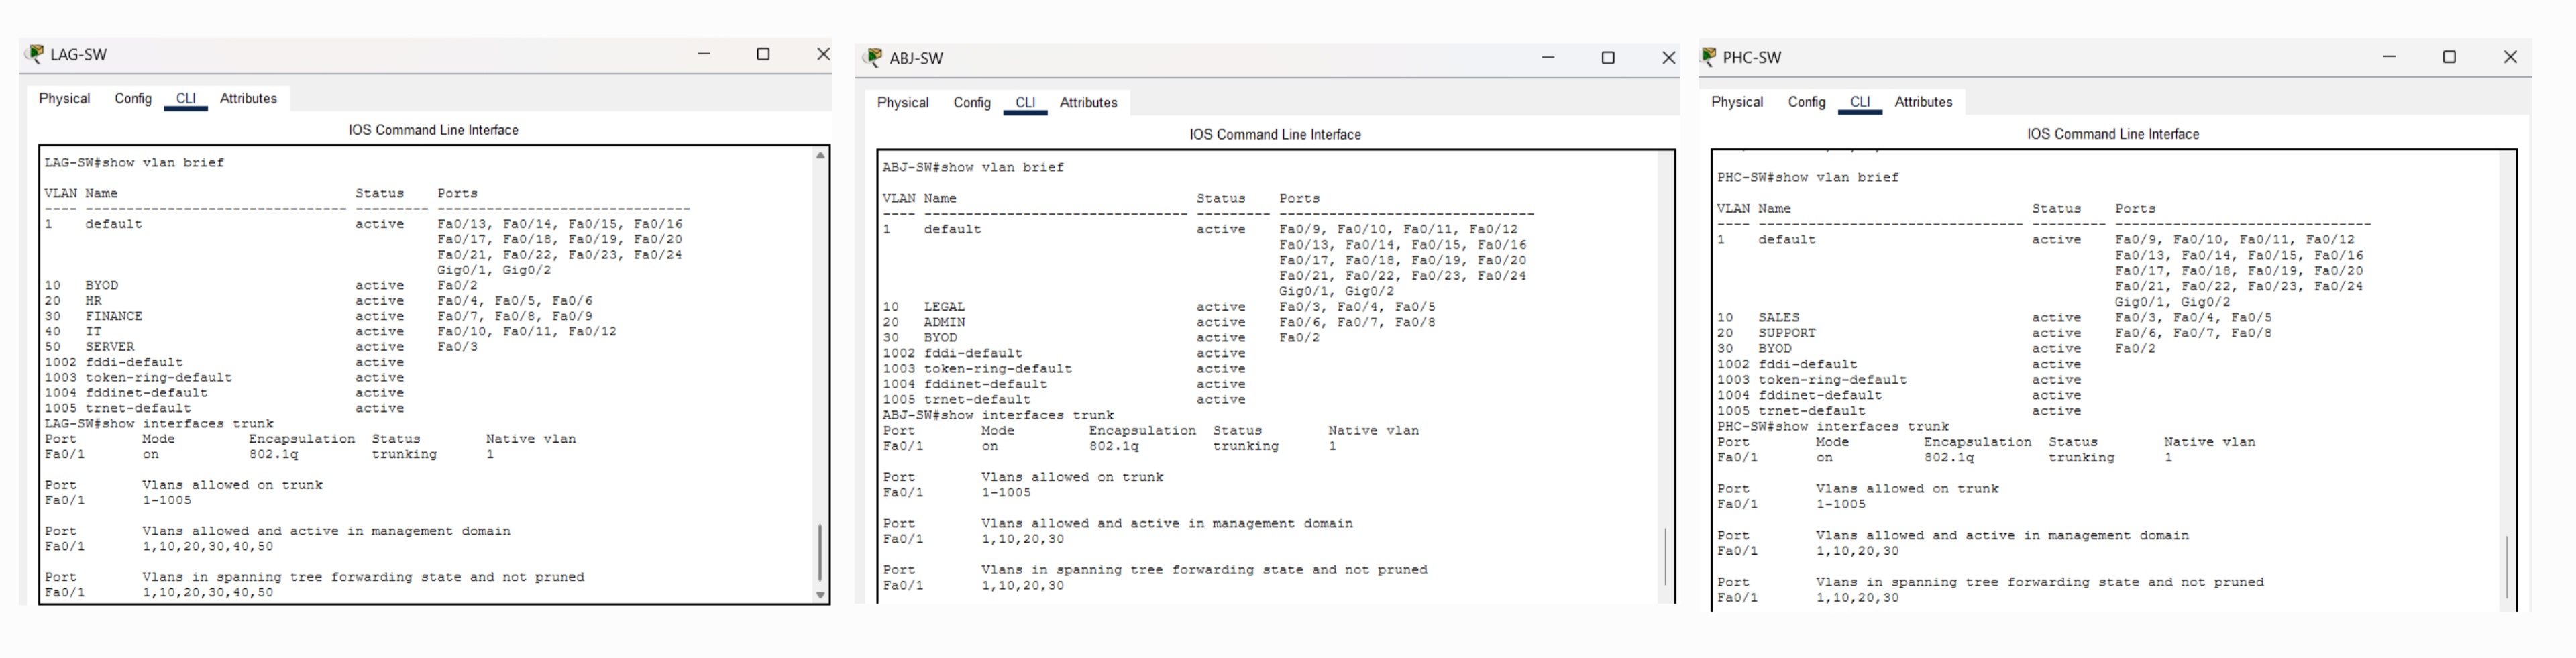 LAG-SW
Physical Config CLI Attributes
IOS Command Line Interface
LAG-SW#show vlan brief
VLAN Name Status Ports
---- -------------------------------- --------- -------------------------------
1 default active Fa0/13, Fa0/14, Fa0/15, Fa0/16
Fa0/17, Fa0/18, Fa0/19, Fa0/20
Fa0/21, Fa0/22, Fa0/23, Fa0/24
Gig0/1, Gig0/2
10 BYOD active Fa0/2
20 HR active Fa0/4, Fa0/5, Fa0/6
30 FINANCE active Fa0/7, Fa0/8, Fa0/9
40 IT active Fa0/10, Fa0/11, Fa0/12
50 SERVER active Fa0/3
1002 fddi-default active
1003 token-ring-default active
1004 fddinet-default active
1005 trnet-default active
LAG-SW#show interfaces trunk
Port Mode Encapsulation Status Native vlan
Fa0/1 on 802.1q trunking 1
Port Vlans allowed on trunk
Fa0/1 1-1005
Port Vlans allowed and active in management domain
Fa0/1 1,10,20,30,40,50
Port Vlans in spanning tree forwarding state and not pruned
Fa0/1 1,10,20,30,40,50
ABJ-SW
Physical Config CLI Attributes
IOS Command Line Interface
ABJ-SW#show vlan brief
VLAN Name Status Ports
---- -------------------------------- --------- -------------------------------
1 default active Fa0/9, Fa0/10, Fa0/11, Fa0/12
Fa0/13, Fa0/14, Fa0/15, Fa0/16
Fa0/17, Fa0/18, Fa0/19, Fa0/20
Fa0/21, Fa0/22, Fa0/23, Fa0/24
Gig0/1, Gig0/2
10 LEGAL active Fa0/3, Fa0/4, Fa0/5
20 ADMIN active Fa0/6, Fa0/7, Fa0/8
30 BYOD active Fa0/2
1002 fddi-default active
1003 token-ring-default active
1004 fddinet-default active
1005 trnet-default active
ABJ-SW#show interfaces trunk
Port Mode Encapsulation Status Native vlan
Fa0/1 on 802.1q trunking 1
Port Vlans allowed on trunk
Fa0/1 1-1005
Port Vlans allowed and active in management domain
Fa0/1 1,10,20,30
Port Vlans in spanning tree forwarding state and not pruned
Fa0/1 1,10,20,30
PHC-SW
Physical Config CLI Attributes
IOS Command Line Interface
PHC-SW#show vlan brief
VLAN Name Status Ports
---- -------------------------------- --------- -------------------------------
1 default active Fa0/9, Fa0/10, Fa0/11, Fa0/12
Fa0/13, Fa0/14, Fa0/15, Fa0/16
Fa0/17, Fa0/18, Fa0/19, Fa0/20
Fa0/21, Fa0/22, Fa0/23, Fa0/24
Gig0/1, Gig0/2
10 SALES active Fa0/3, Fa0/4, Fa0/5
20 SUPPORT active Fa0/6, Fa0/7, Fa0/8
30 BYOD active Fa0/2
1002 fddi-default active
1003 token-ring-default active
1004 fddinet-default active
1005 trnet-default active
PHC-SW#show interfaces trunk
Port Mode Encapsulation Status Native vlan
Fa0/1 on 802.1q trunking 1
Port Vlans allowed on trunk
Fa0/1 1-1005
Port Vlans allowed and active in management domain
Fa0/1 1,10,20,30
Port Vlans in spanning tree forwarding state and not pruned
Fa0/1 1,10,20,30